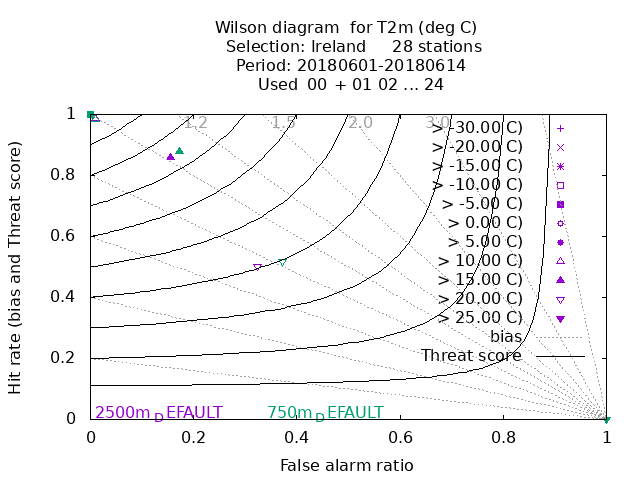 Wilson diagram  for T2m (deg C)
Selection: Ireland     28 stations
Period: 20180601-20180614
Used  00  + 01 02 ... 24
Hit rate (bias and Threat score)
1
0.8
0.6
0.4
0.2
0
1.2
1.5
2.0
3.0
> -30.00 C)
> -20.00 C)
> -15.00 C)
> -10.00 C)
> -5.00 C)
> 0.00 C)
> 5.00 C)
> 10.00 C)
> 15.00 C)
> 20.00 C)
> 25.00 C)
bias
Threat score
2500m_DEFAULT
750m_DEFAULT
0
0.2
0.4
0.6
0.8
1
False alarm ratio